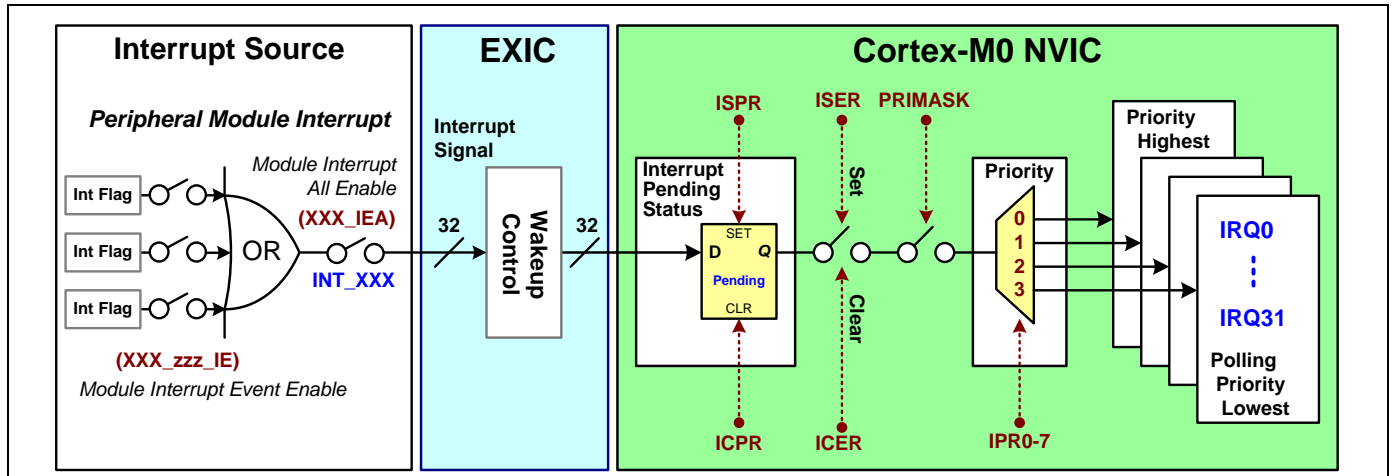 Interrupt Source
Peripheral Module Interrupt
Module Interrupt
All Enable
(XXX_IEA)
Int Flag
Int Flag
Int Flag
OR
INT_XXX
(XXX_zzz_IE)
Module Interrupt Event Enable
EXIC
Interrupt
Signal
32
Wakeup
Control
32
Cortex-M0 NVIC
ISPR
ISER
PRIMASK
Interrupt
Pending
Status
SET
D
Q
Pending
CLR
Set
Clear
ICPR
ICER
Priority
0
1
2
3
IPR0-7
Priority
Highest
IRQ0
IRQ31
Polling
Priority
Lowest